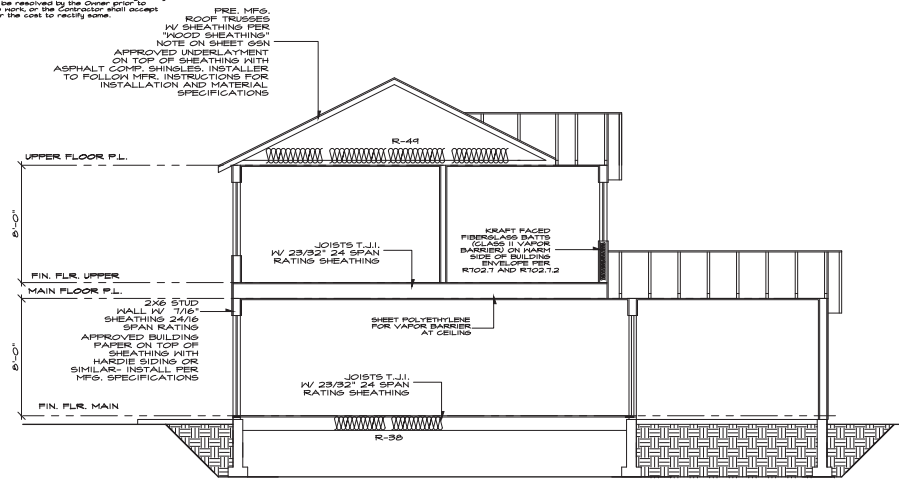 be resolved by the Owner prior to
work, or the Contractor shall accept
the cost to rectify same.
PRE. MFG.
ROOF TRUSSES
W/ SHEATHING PER
"WOOD SHEATHING"
NOTE ON SHEET GSN
APPROVED UNDERLAYMENT
ON TOP OF SHEATHING WITH
ASPHALT COMP. SHINGLES. INSTALLER
TO FOLLOW MFR. INSTRUCTIONS FOR
INSTALLATION AND MATERIAL
SPECIFICATIONS
R-49
UPPER FLOOR P.L.
8'-0"
JOISTS T.J.I.
W/ 23/32" 24 SPAN
RATING SHEATHING
KRAFT FACED
FIBERGLASS BATTS
(CLASS II VAPOR
BARRIER) ON WARM
SIDE OF BUILDING
ENVELOPE PER
R702.7 AND R702.7.2
FIN. FLR. UPPER
MAIN FLOOR P.L.
2X6 STUD
WALL W/ 7/16"
SHEATHING 24/16
SPAN RATING
APPROVED BUILDING
PAPER ON TOP OF
SHEATHING WITH
HARDIE SIDING OR
SIMILAR- INSTALL PER
MFG. SPECIFICATIONS
SHEET POLYETHYLENE
FOR VAPOR BARRIER
AT CEILING
8'-0"
JOISTS T.J.I.
W/ 23/32" 24 SPAN
RATING SHEATHING
FIN. FLR. MAIN
R-38